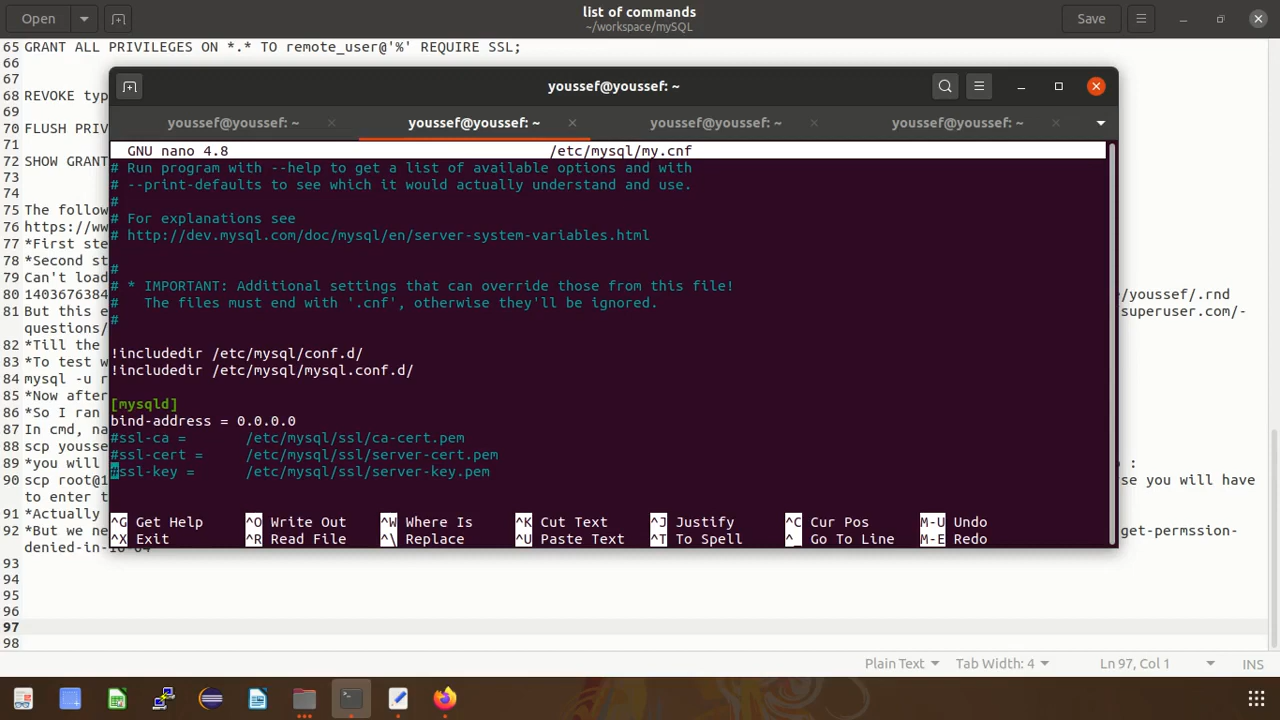 Open
list of commands
~/workspace/mySQL
Save
65 GRANT ALL PRIVILEGES ON *.* TO remote_user@'%' REQUIRE SSL;
66
67
68 REVOKE typ
69
70 FLUSH PRIV
71
72 SHOW GRANT
73
74
75 The follow
76 https://ww
77 *First ste
78 *Second st
79 Can't load
80 1403676384
81 But this e
questions/
82 *Till the
83 *To test w
84 mysql -u r
85 *Now after
86 *So I ran
87 In cmd, na
88 scp yousse
89 *you will
90 scp root@1
to enter t
91 *Actually
92 *But we ne
denied-in-16-04
93
94
95
96
97
98
e/youssef/.rnd
superuser.com/-
p :
se you will have
get-permssion-
youssef@youssef: ~
youssef@youssef: ~
youssef@youssef: ~
youssef@youssef: ~
youssef@youssef: ~
GNU nano 4.8 /etc/mysql/my.cnf
# Run program with --help to get a list of available options and with
# --print-defaults to see which it would actually understand and use.
#
# For explanations see
# http://dev.mysql.com/doc/mysql/en/server-system-variables.html
#
# * IMPORTANT: Additional settings that can override those from this file!
# The files must end with '.cnf', otherwise they'll be ignored.
#
!includedir /etc/mysql/conf.d/
!includedir /etc/mysql/mysql.conf.d/
[mysqld]
bind-address = 0.0.0.0
#ssl-ca = /etc/mysql/ssl/ca-cert.pem
#ssl-cert = /etc/mysql/ssl/server-cert.pem
#ssl-key = /etc/mysql/ssl/server-key.pem
^G Get Help ^O Write Out ^W Where Is ^K Cut Text ^J Justify ^C Cur Pos M-U Undo
^X Exit ^R Read File ^\ Replace ^U Paste Text ^T To Spell ^_ Go To Line M-E Redo
Plain Text Tab Width: 4 Ln 97, Col 1 INS